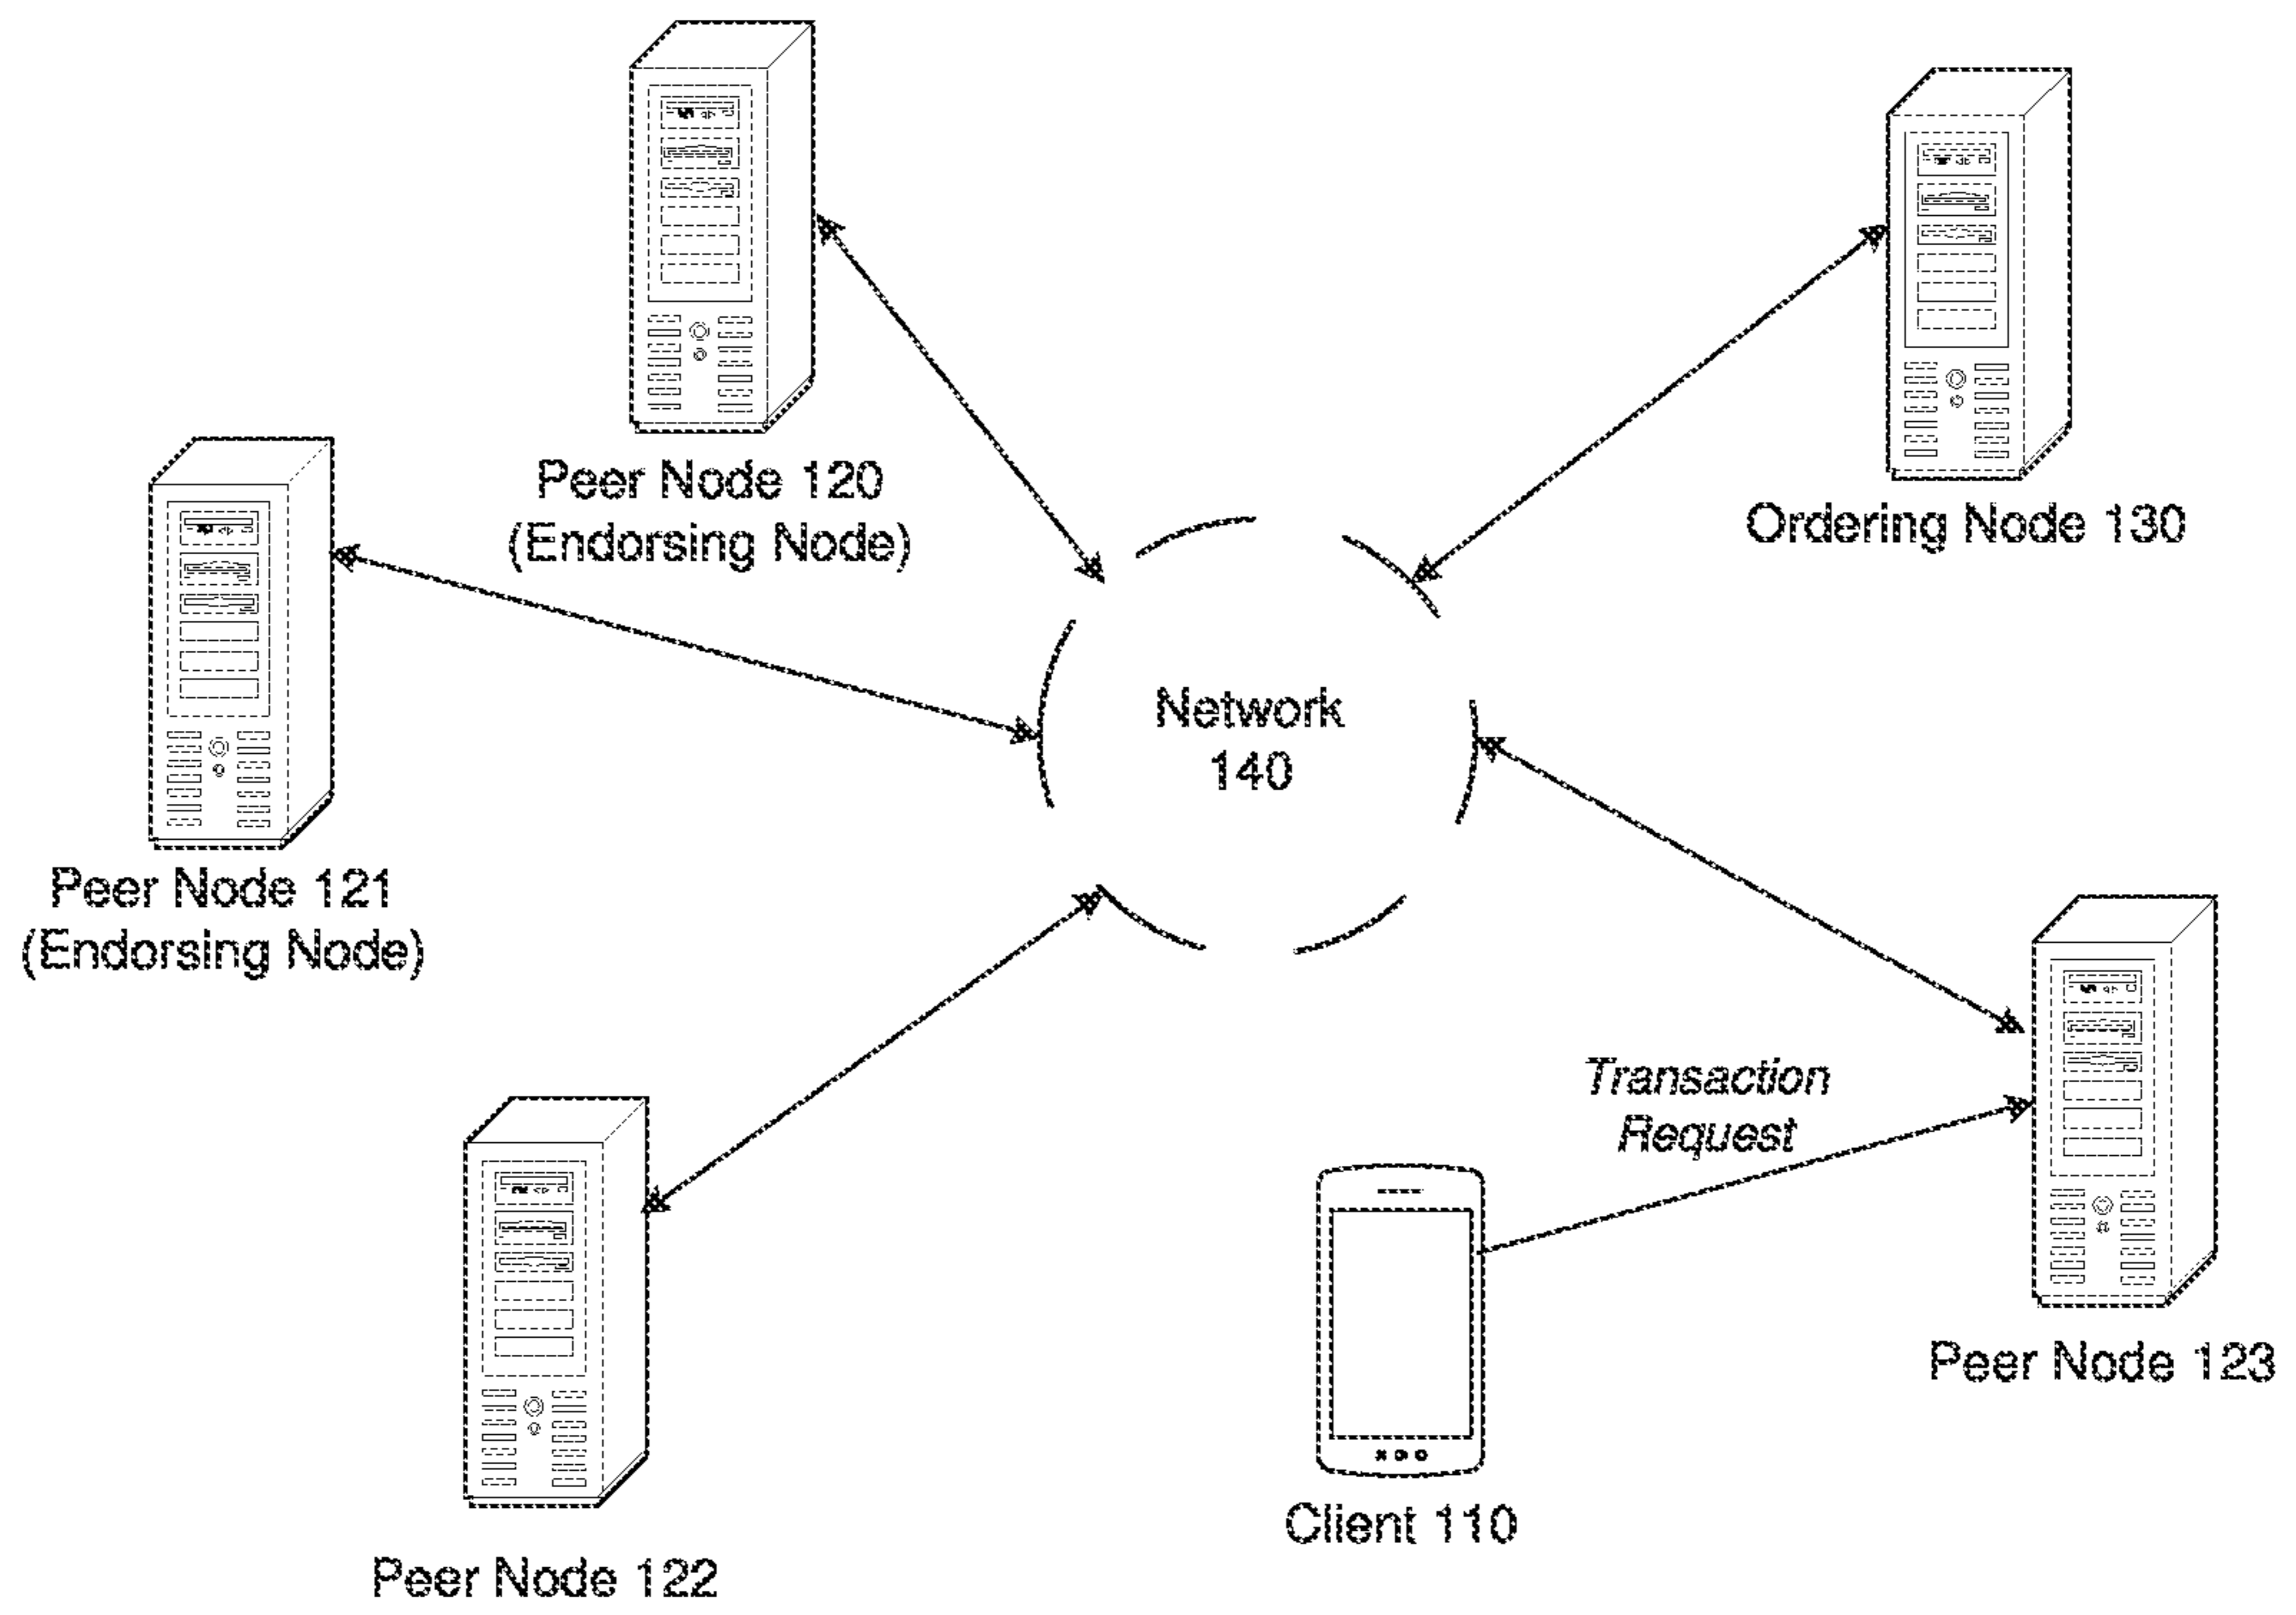 Peer Node 120
(Endorsing Node)
Ordering Node 130
Peer Node 121
(Endorsing Node)
Network
140
Transaction
Request
Peer Node 123
Client 110
Peer Node 122